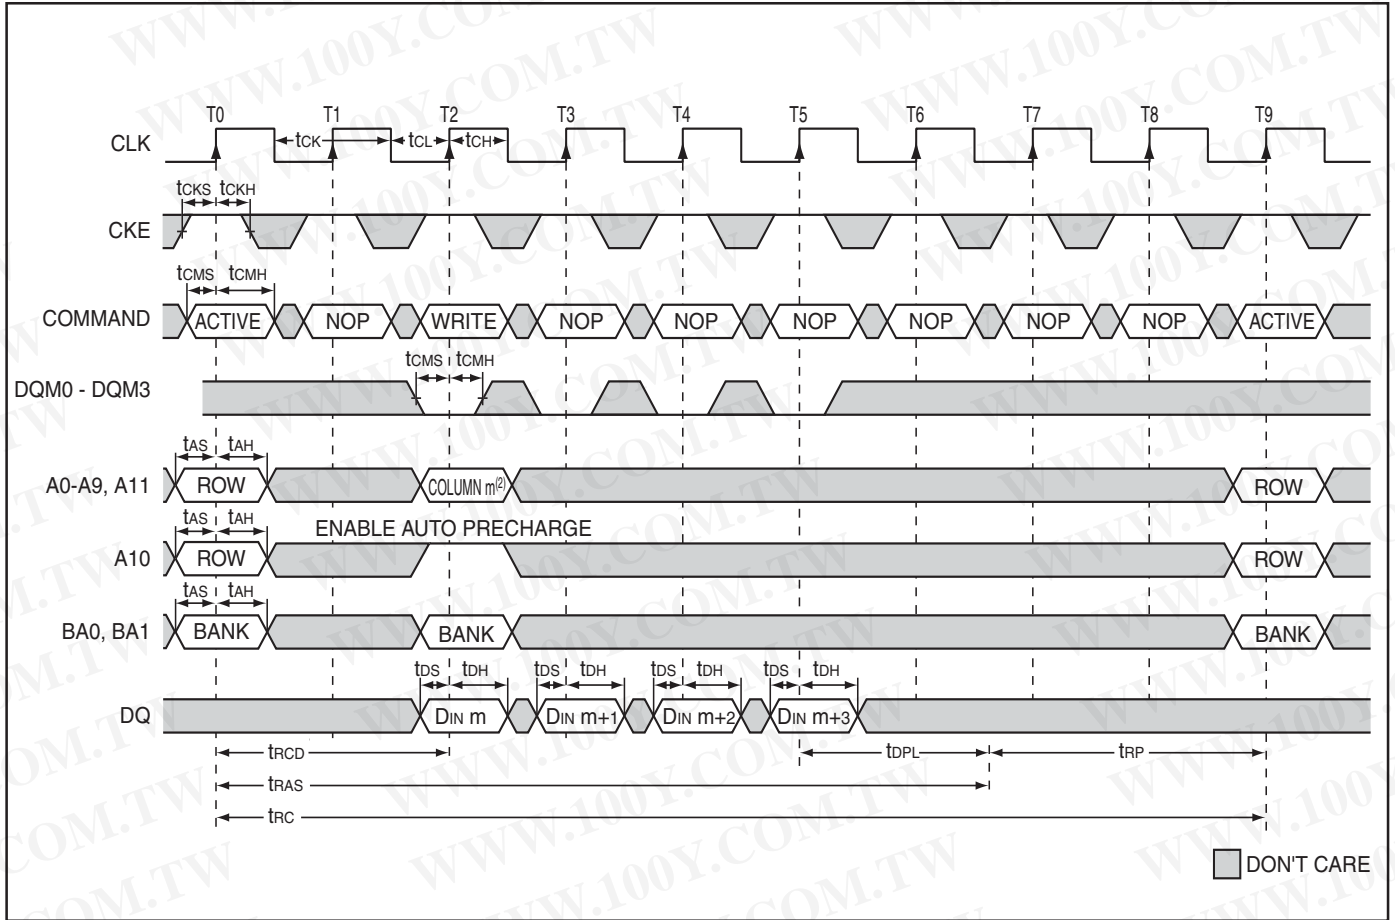 T0 T1 T2 T3 T4 T5 T6 T7 T8 T9
CLK tCK tCL tCH
tCKS tCKH
CKE
tCMS tCMH
COMMAND ACTIVE NOP WRITE NOP NOP NOP NOP NOP NOP ACTIVE
tCMS tCMH
DQM0 - DQM3
tAS tAH
A0-A9, A11 ROW COLUMN m(2) ROW
tAS tAH ENABLE AUTO PRECHARGE
A10 ROW ROW
tAS tAH
BA0, BA1 BANK BANK BANK
tDS tDH tDS tDH tDS tDH tDS tDH
DQ DIN m DIN m+1 DIN m+2 DIN m+3
tRCD tDPL tRP
tRAS
tRC
DON'T CARE
WWW.100Y.COM.TW